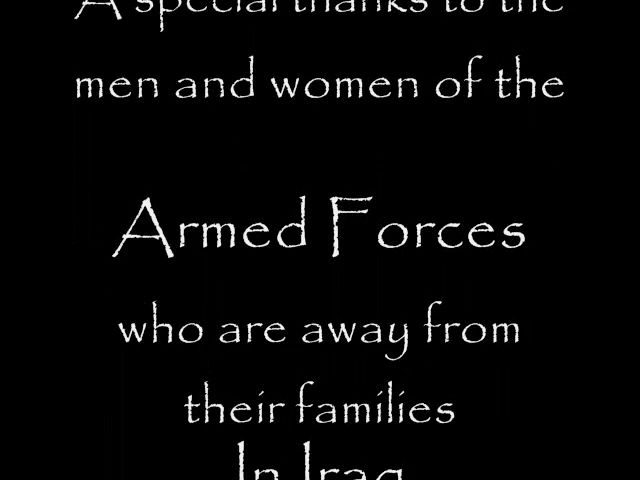 A special thanks to the
men and women of the
Armed Forces
who are away from
their families
In Iraq